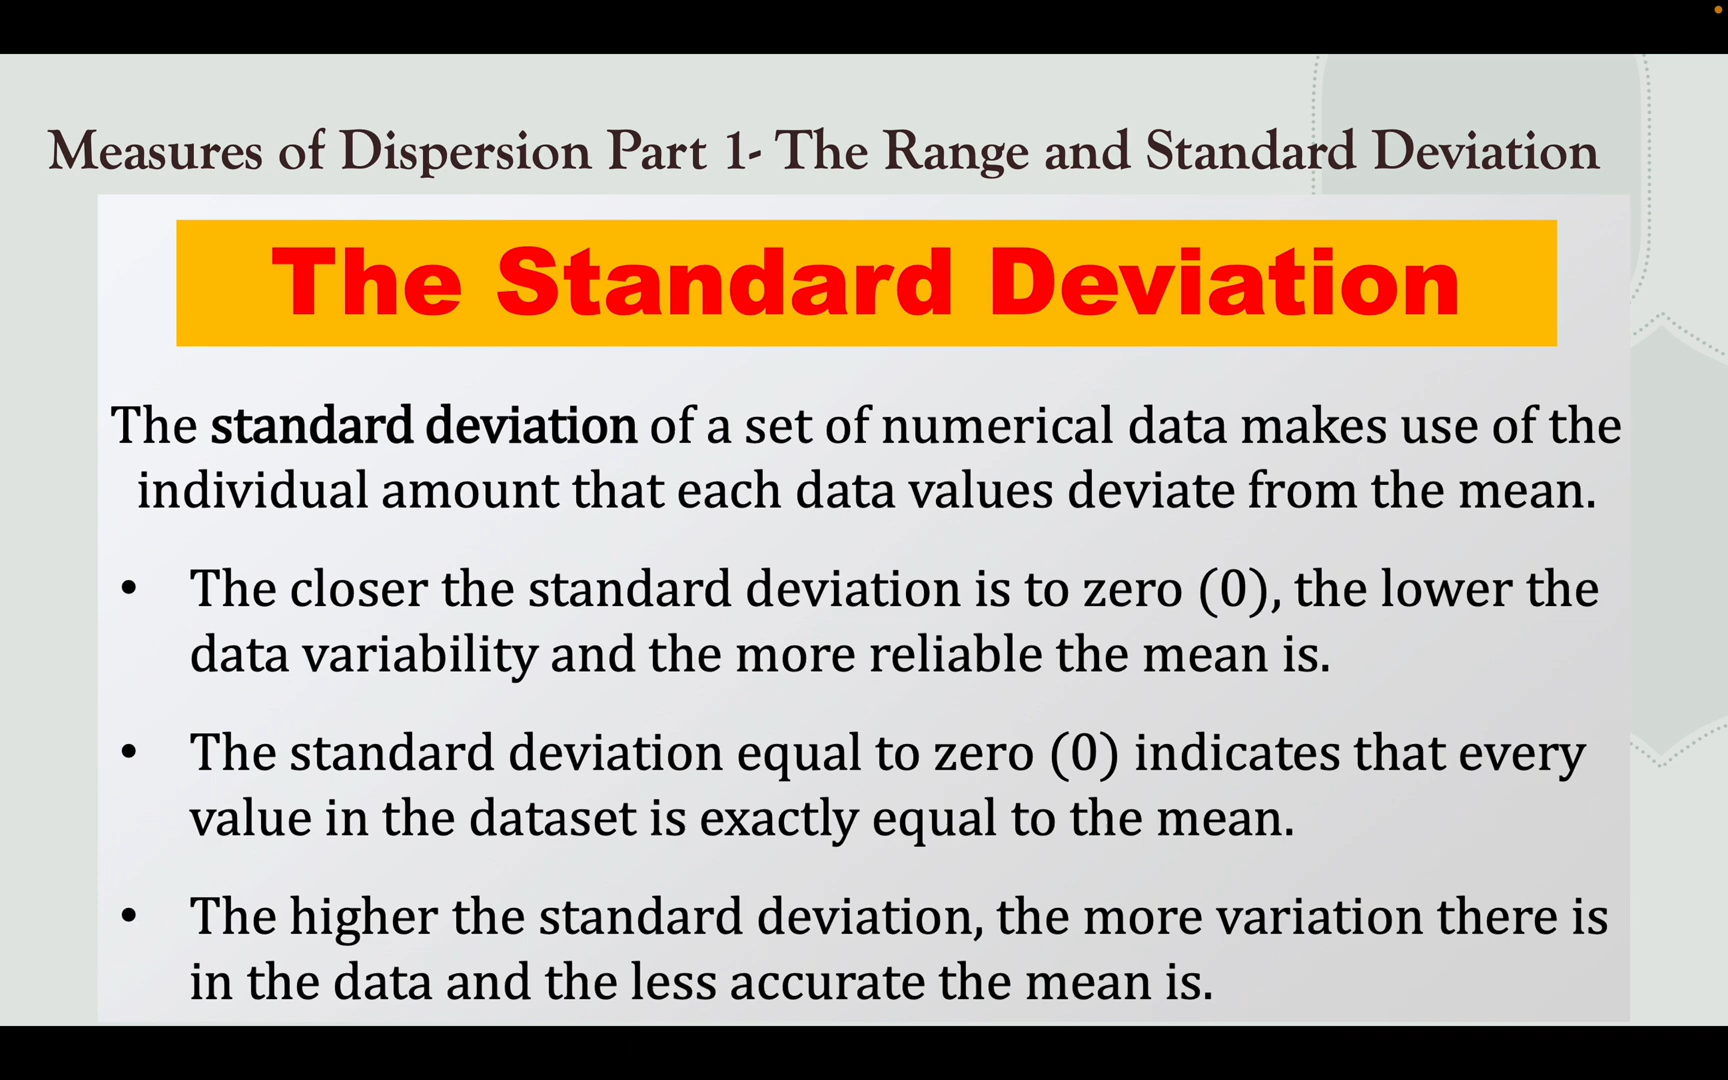 Measures of Dispersion Part 1- The Range and Standard Deviation
The Standard Deviation
The standard deviation of a set of numerical data makes use of the
individual amount that each data values deviate from the mean.
• The closer the standard deviation is to zero (0), the lower the
data variability and the more reliable the mean is.
• The standard deviation equal to zero (0) indicates that every
value in the dataset is exactly equal to the mean.
• The higher the standard deviation, the more variation there is
in the data and the less accurate the mean is.